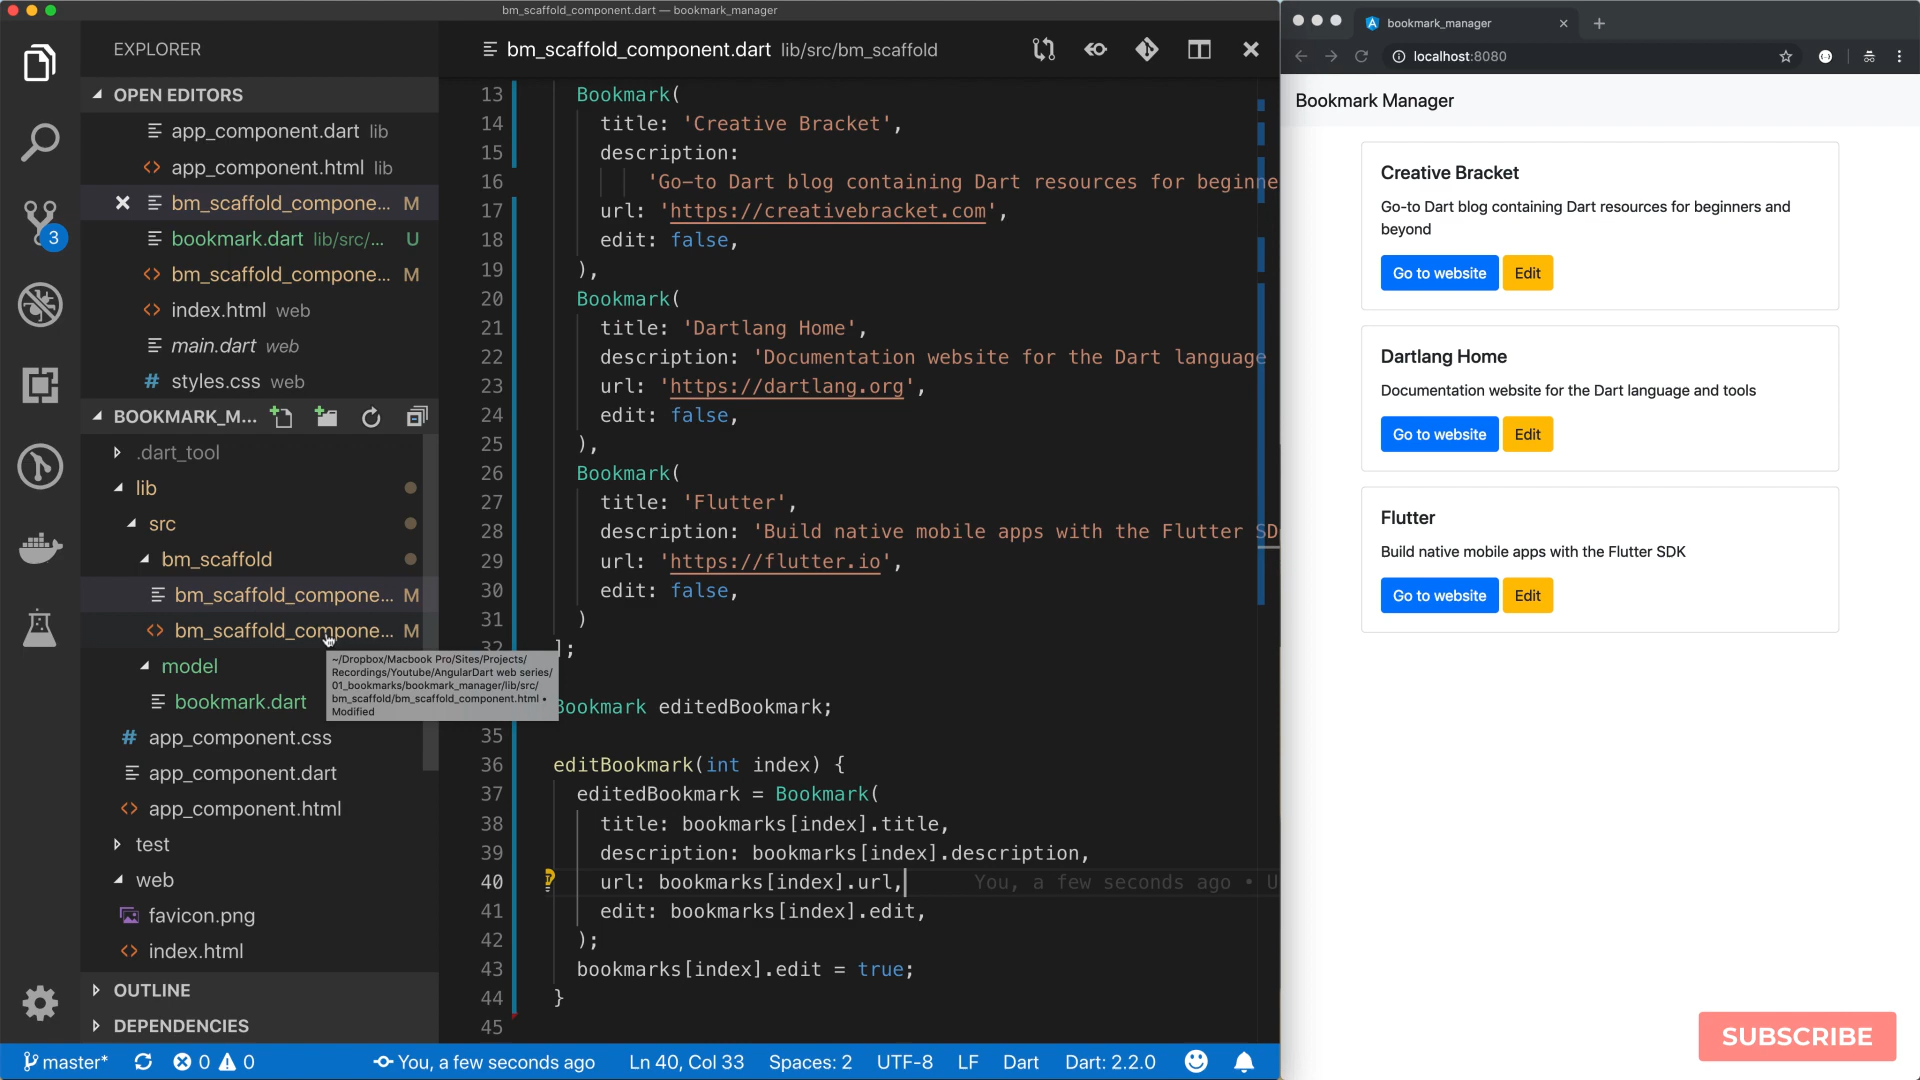 bm_scaffold_component.dart — bookmark_manager
EXPLORER
OPEN EDITORS
app_component.dart lib
app_component.html lib
bm_scaffold_compone... M
bookmark.dart lib/src/... U
bm_scaffold_compone... M
index.html web
main.dart web
# styles.css web
BOOKMARK_M...
.dart_tool
lib
src
bm_scaffold
bm_scaffold_compone... M
bm_scaffold_compone... M
model
bookmark.dart
# app_component.css
app_component.dart
app_component.html
test
web
favicon.png
index.html
OUTLINE
DEPENDENCIES
3
~/Dropbox/Macbook Pro/Sites/Projects/
Recordings/Youtube/AngularDart web series/
01_bookmarks/bookmark_manager/lib/src/
bm_scaffold/bm_scaffold_component.html •
Modified
bm_scaffold_component.dart lib/src/bm_scaffold
13 Bookmark(
14 title: 'Creative Bracket',
15 description:
16 'Go-to Dart blog containing Dart resources for beginne
17 url: 'https://creativebracket.com',
18 edit: false,
19 ),
20 Bookmark(
21 title: 'Dartlang Home',
22 description: 'Documentation website for the Dart language
23 url: 'https://dartlang.org',
24 edit: false,
25 ),
26 Bookmark(
27 title: 'Flutter',
28 description: 'Build native mobile apps with the Flutter SD
29 url: 'https://flutter.io',
30 edit: false,
31 )
32 ];
Bookmark editedBookmark;
35
36 editBookmark(int index) {
37 editedBookmark = Bookmark(
38 title: bookmarks[index].title,
39 description: bookmarks[index].description,
40 url: bookmarks[index].url, You, a few seconds ago • U
41 edit: bookmarks[index].edit,
42 );
43 bookmarks[index].edit = true;
44 }
45
master* 0 0 You, a few seconds ago Ln 40, Col 33 Spaces: 2 UTF-8 LF Dart Dart: 2.2.0
bookmark_manager
localhost:8080
Bookmark Manager
Creative Bracket
Go-to Dart blog containing Dart resources for beginners and
beyond
Go to website Edit
Dartlang Home
Documentation website for the Dart language and tools
Go to website Edit
Flutter
Build native mobile apps with the Flutter SDK
Go to website Edit
SUBSCRIBE